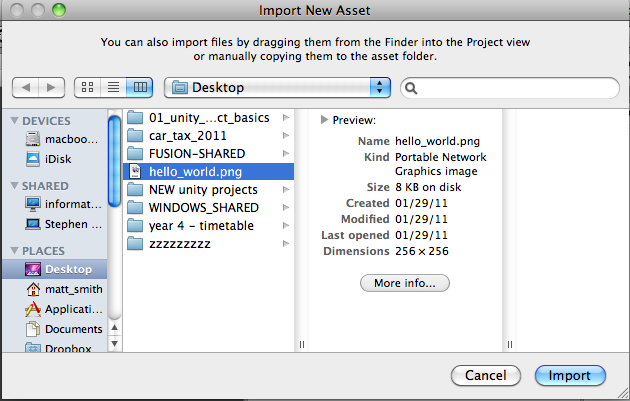 Import New Asset
You can also import files by dragging them from the Finder into the Project view
or manually copying them to the asset folder.
Desktop
DEVICES
macboo...
iDisk
SHARED
informat...
Stephen ...
PLACES
Desktop
matt_smith
Applicati...
Documents
Dropbox
01_unity_...ct_basics
car_tax_2011
FUSION-SHARED
hello_world.png
NEW unity projects
WINDOWS_SHARED
year 4 - timetable
zzzzzzzzz
Preview:
Name hello_world.png
Kind Portable Network
Graphics image
Size 8 KB on disk
Created 01/29/11
Modified 01/29/11
Last opened 01/29/11
Dimensions 256 × 256
More info...
Cancel
Import